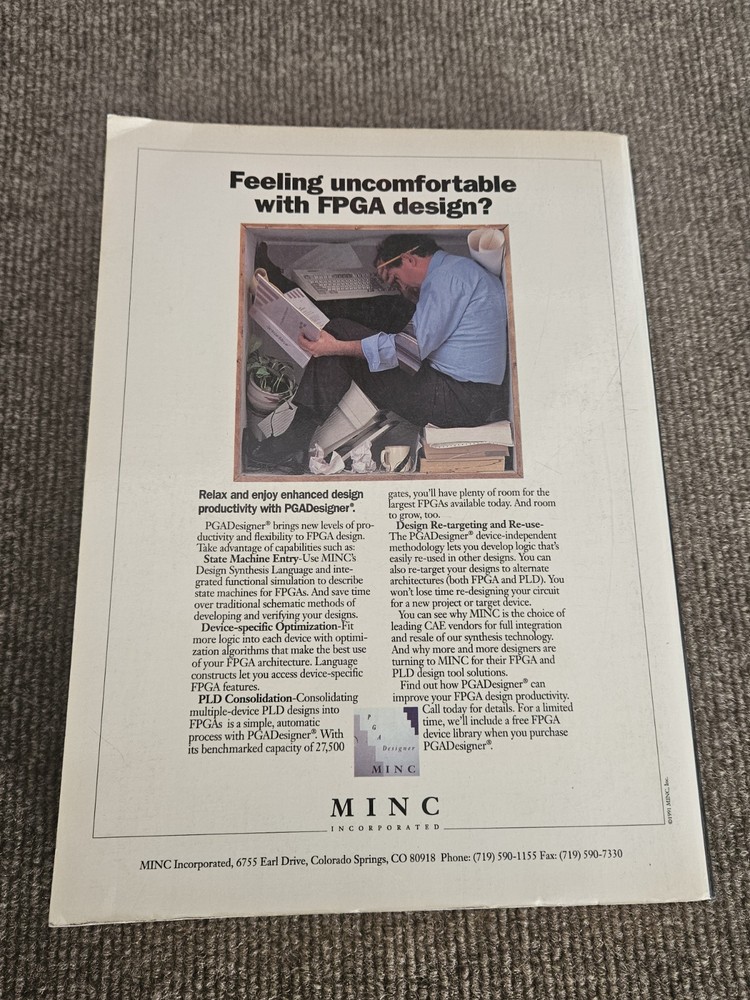 Feeling uncomfortable
with FPGA design?
Relax and enjoy enhanced design
productivity with PGADesigner®.
PGADesigner® brings new levels of pro-
ductivity and flexibility to FPGA design.
Take advantage of capabilities such as:
State Machine Entry-Use MINC's
Design Synthesis Language and inte-
grated functional simulation to describe
state machines for FPGAs. And save time
over traditional schematic methods of
developing and verifying your designs.
Device-specific Optimization-Fit
more logic into each device with optimi-
zation algorithms that make the best use
of your FPGA architecture. Language
constructs let you access device-specific
FPGA features.
PLD Consolidation-Consolidating
multiple-device PLD designs into
FPGAs is a simple, automatic
process with PGADesigner®. With
its benchmarked capacity of 27,500
gates, you'll have plenty of room for the
largest FPGAs available today. And room
to grow, too.
Design Re-targeting and Re-use-
The PGADesigner® device-independent
methodology lets you develop logic that's
easily re-used in other designs. You can
also re-target your designs to alternate
architectures (both FPGA and PLD). You
won't lose time re-designing your circuit
for a new project or target device.
You can see why MINC is the choice of
leading CAE vendors for full integration
and resale of our synthesis technology.
And why more and more designers are
turning to MINC for their FPGA and
PLD design tool solutions.
Find out how PGADesigner® can
improve your FPGA design productivity.
Call today for details. For a limited
time, we'll include a free FPGA
device library when you purchase
PGADesigner®.
P
G
A
Designer
MINC
MINC
INCORPORATED
©1991 MINC, Inc.
MINC Incorporated, 6755 Earl Drive, Colorado Springs, CO 80918 Phone: (719) 590-1155 Fax: (719) 590-7330